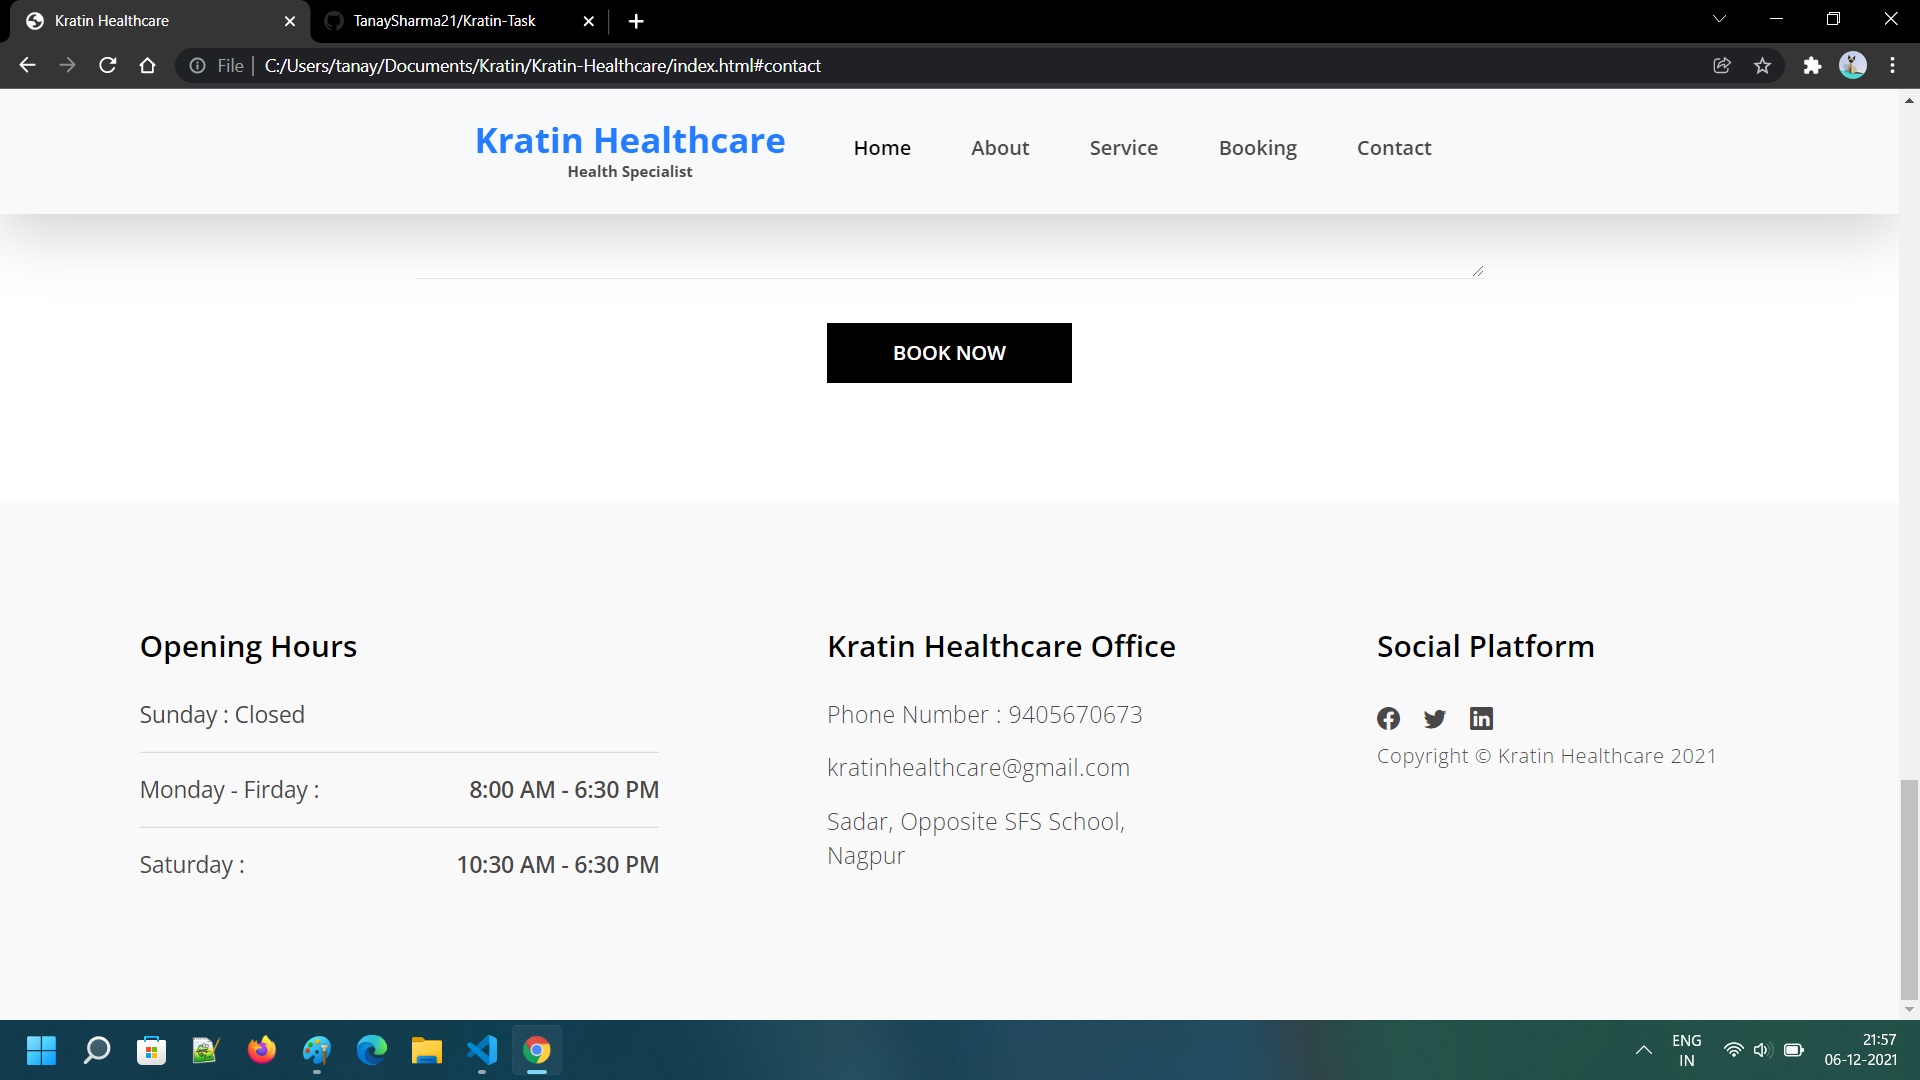 Kratin Healthcare
TanaySharma21/Kratin-Task
File
C:/Users/tanay/Documents/Kratin/Kratin-Healthcare/index.html#contact
Kratin Healthcare
Health Specialist
Home
About
Service
Booking
Contact
BOOK NOW
Opening Hours
Sunday : Closed
Monday - Firday :
8:00 AM - 6:30 PM
Saturday :
10:30 AM - 6:30 PM
Kratin Healthcare Office
Phone Number : 9405670673
kratinhealthcare@gmail.com
Sadar, Opposite SFS School,
Nagpur
Social Platform
Copyright © Kratin Healthcare 2021
ENG
IN
21:57
06-12-2021